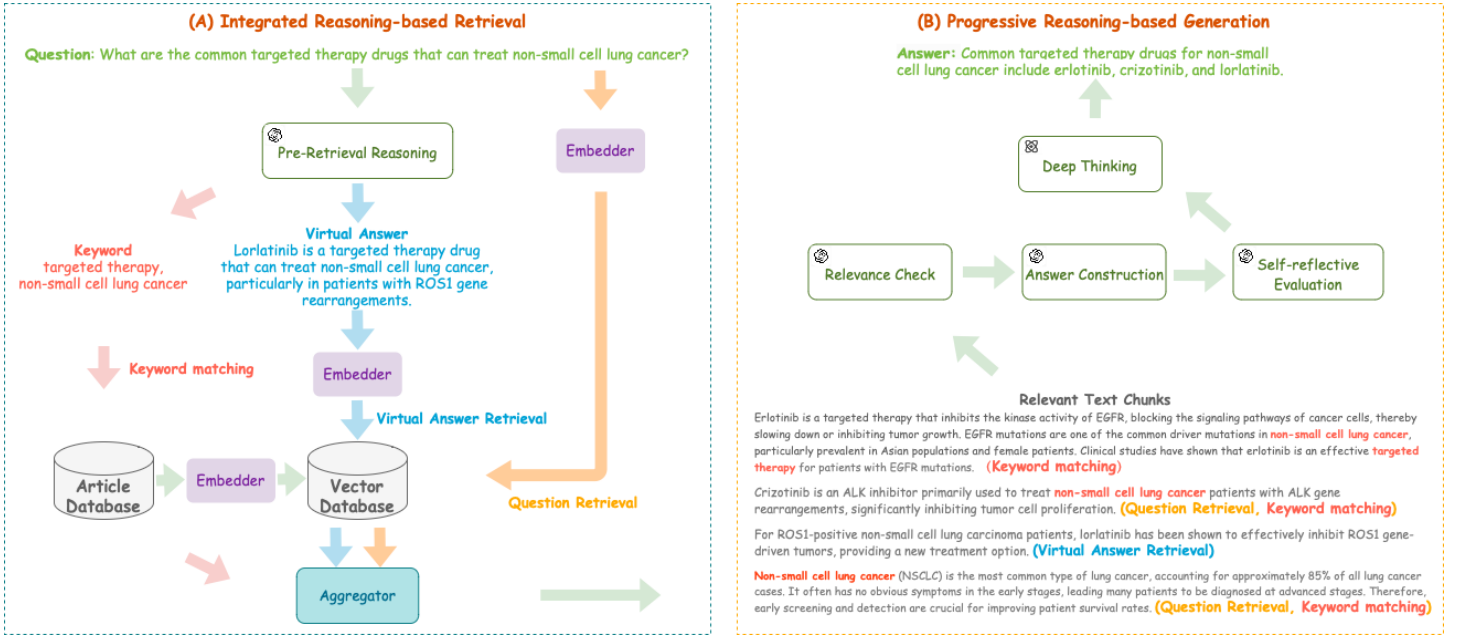 (A) Integrated Reasoning-based Retrieval
Question: What are the common targeted therapy drugs that can treat non-small cell lung cancer?
Pre-Retrieval Reasoning
Embedder
Keyword
targeted therapy,
non-small cell lung cancer
Virtual Answer
Lorlatinib is a targeted therapy drug
that can treat non-small cell lung cancer,
particularly in patients with ROS1 gene
rearrangements.
Keyword matching
Embedder
Virtual Answer Retrieval
Article
Database
Embedder
Vector
Database
Question Retrieval
Aggregator
(B) Progressive Reasoning-based Generation
Answer: Common targeted therapy drugs for non-small
cell lung cancer include erlotinib, crizotinib, and lorlatinib.
Deep Thinking
Relevance Check
Answer Construction
Self-reflective
Evaluation
Relevant Text Chunks
Erlotinib is a targeted therapy that inhibits the kinase activity of EGFR, blocking the signaling pathways of cancer cells, thereby
slowing down or inhibiting tumor growth. EGFR mutations are one of the common driver mutations in non-small cell lung cancer,
particularly prevalent in Asian populations and female patients. Clinical studies have shown that erlotinib is an effective targeted
therapy for patients with EGFR mutations. (Keyword matching)
Crizotinib is an ALK inhibitor primarily used to treat non-small cell lung cancer patients with ALK gene
rearrangements, significantly inhibiting tumor cell proliferation. (Question Retrieval, Keyword matching)
For ROS1-positive non-small cell lung carcinoma patients, lorlatinib has been shown to effectively inhibit ROS1 gene-
driven tumors, providing a new treatment option. (Virtual Answer Retrieval)
Non-small cell lung cancer (NSCLC) is the most common type of lung cancer, accounting for approximately 85% of all lung cancer
cases. It often has no obvious symptoms in the early stages, leading many patients to be diagnosed at advanced stages. Therefore,
early screening and detection are crucial for improving patient survival rates. (Question Retrieval, Keyword matching)